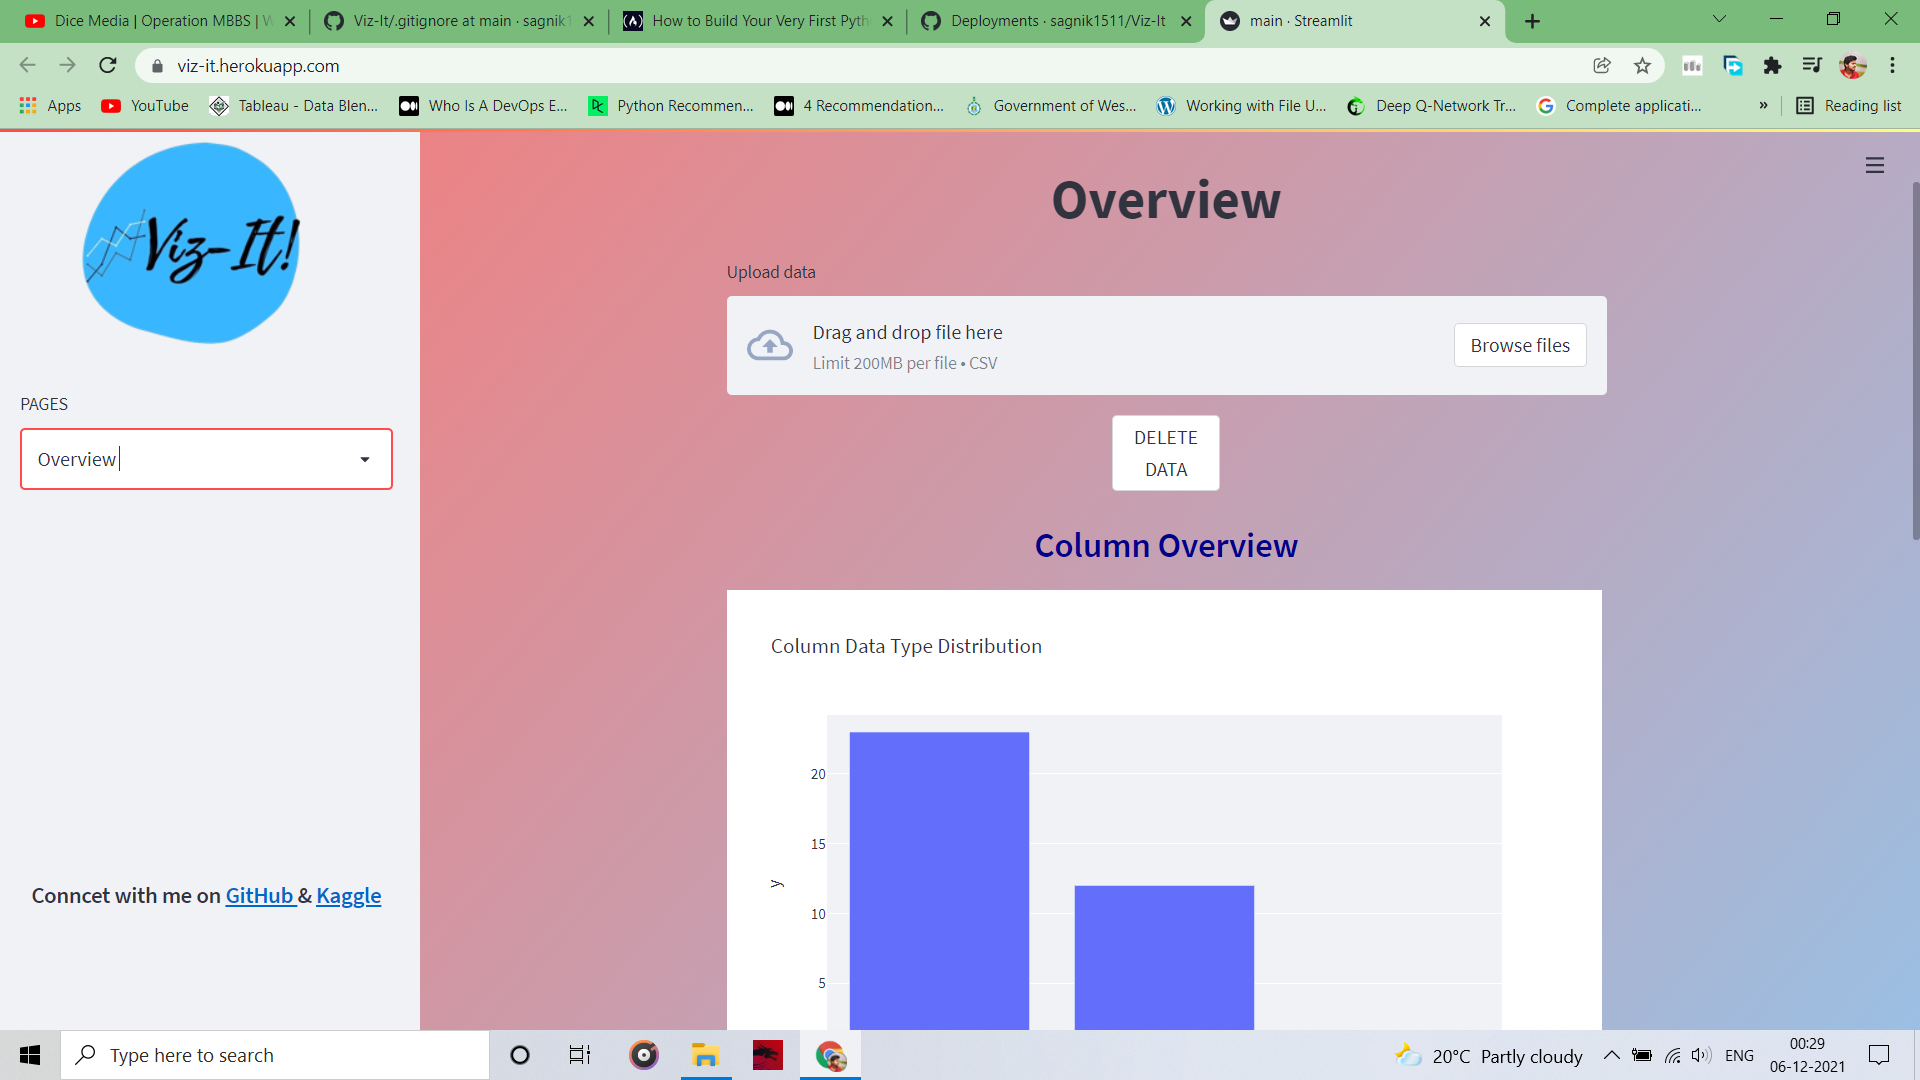 Dice Media | Operation MBBS | W
Viz-It/.gitignore at main · sagnik1
How to Build Your Very First Pyth
Deployments · sagnik1511/Viz-It
main · Streamlit
viz-it.herokuapp.com
Apps
YouTube
Tableau - Data Blen...
Who Is A DevOps E...
Python Recommen...
4 Recommendation...
Government of Wes...
Working with File U...
Deep Q-Network Tr...
Complete applicati...
»
Reading list
Viz-It!
PAGES
Overview
Conncet with me on GitHub & Kaggle
Overview
Upload data
Drag and drop file here
Limit 200MB per file • CSV
Browse files
DELETE
DATA
Column Overview
Column Data Type Distribution
20
15
10
5
y
Type here to search
20°C Partly cloudy
ENG
00:29
06-12-2021